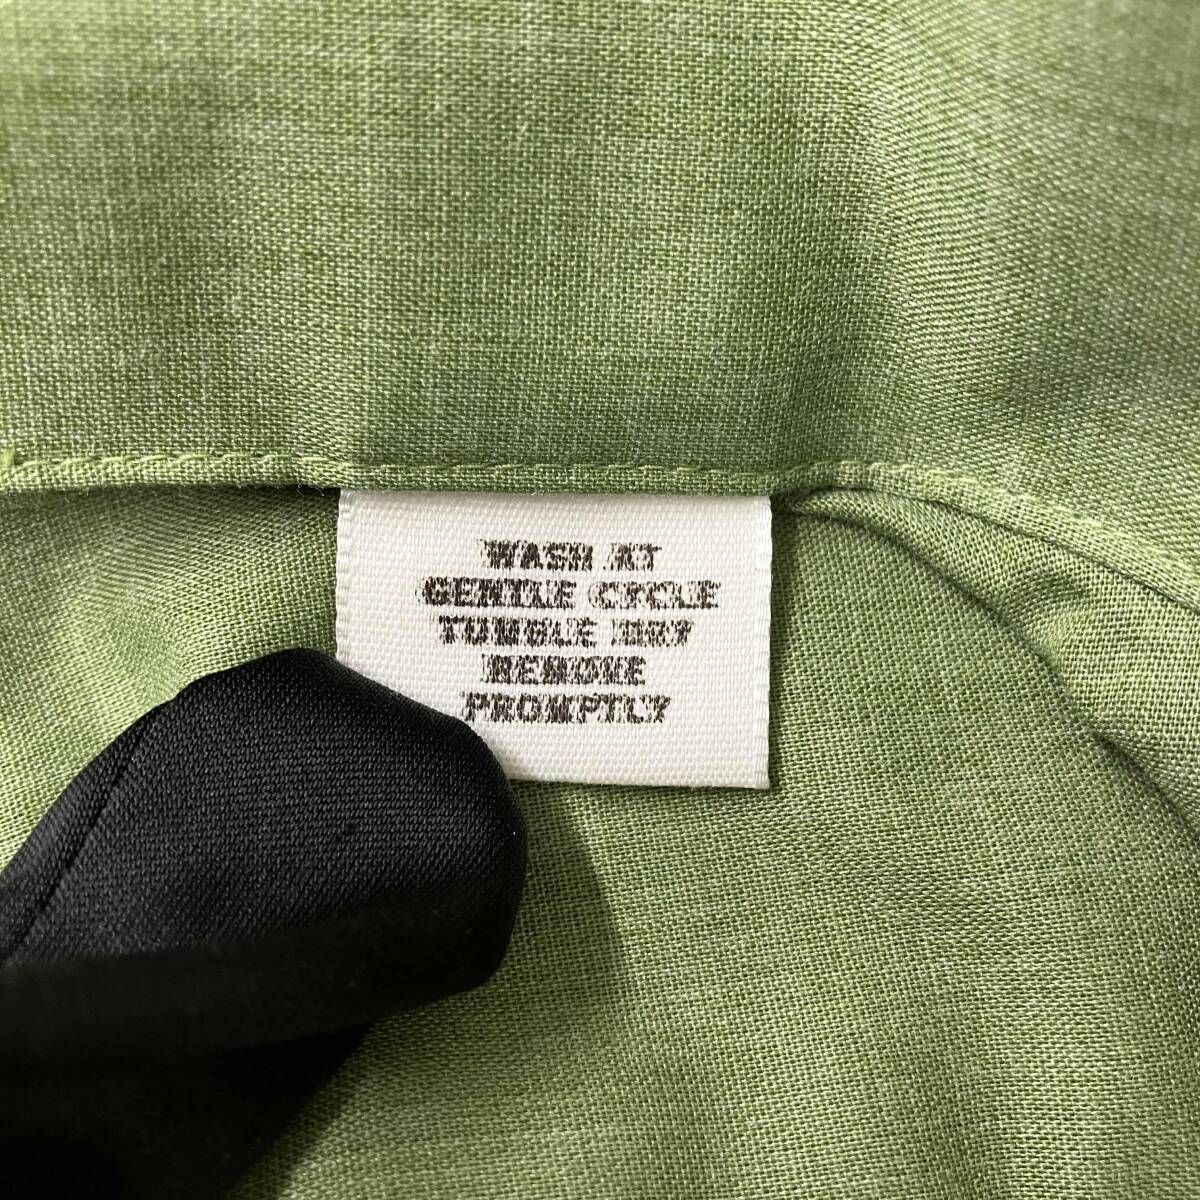 WASH AT
GENTLE CYCLE
TUMBLE DRY
REMOVE
PROMPTLY